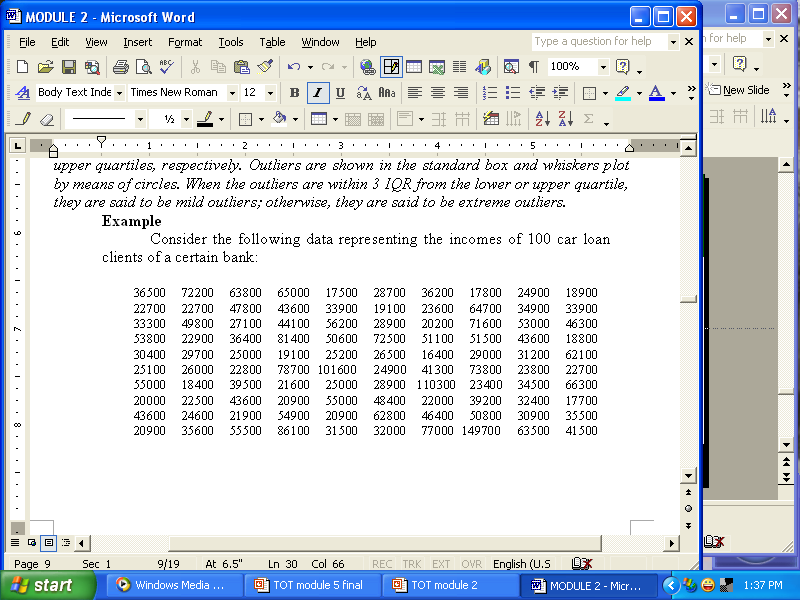 MODULE 2 - Microsoft Word
File Edit View Insert Format Tools Table Window Help
Type a question for help
n for help
100%
Body Text Inde Times New Roman 12 B I U
New Slide
½
L 1 2 3 4 5
upper quartiles, respectively. Outliers are shown in the standard box and whiskers plot
by means of circles. When the outliers are within 3 IQR from the lower or upper quartile,
they are said to be mild outliers; otherwise, they are said to be extreme outliers.
Example
Consider the following data representing the incomes of 100 car loan
clients of a certain bank:
36500 72200 63800 65000 17500 28700 36200 17800 24900 18900
22700 22700 47800 43600 33900 19100 23600 64700 34900 33900
33300 49800 27100 44100 56200 28900 20200 71600 53000 46300
53800 22900 36400 81400 50600 72500 51100 51500 43600 18800
30400 29700 25000 19100 25200 26500 16400 29000 31200 62100
25100 26000 22800 78700 101600 24900 41300 73800 23800 22700
55000 18400 39500 21600 25000 28900 110300 23400 34500 66300
20000 22500 43600 20900 55000 48400 22000 39200 32400 17700
43600 24600 21900 54900 20900 62800 46400 50800 30900 35500
20900 35600 55500 86100 31500 32000 77000 149700 63500 41500
6
7
8
Page 9 Sec 1 9/19 At 6.5" Ln 30 Col 66 REC TRK EXT OVR English (U.S
start Windows Media ... TOT module 5 final TOT module 2 MODULE 2 - Micr... 1:37 PM